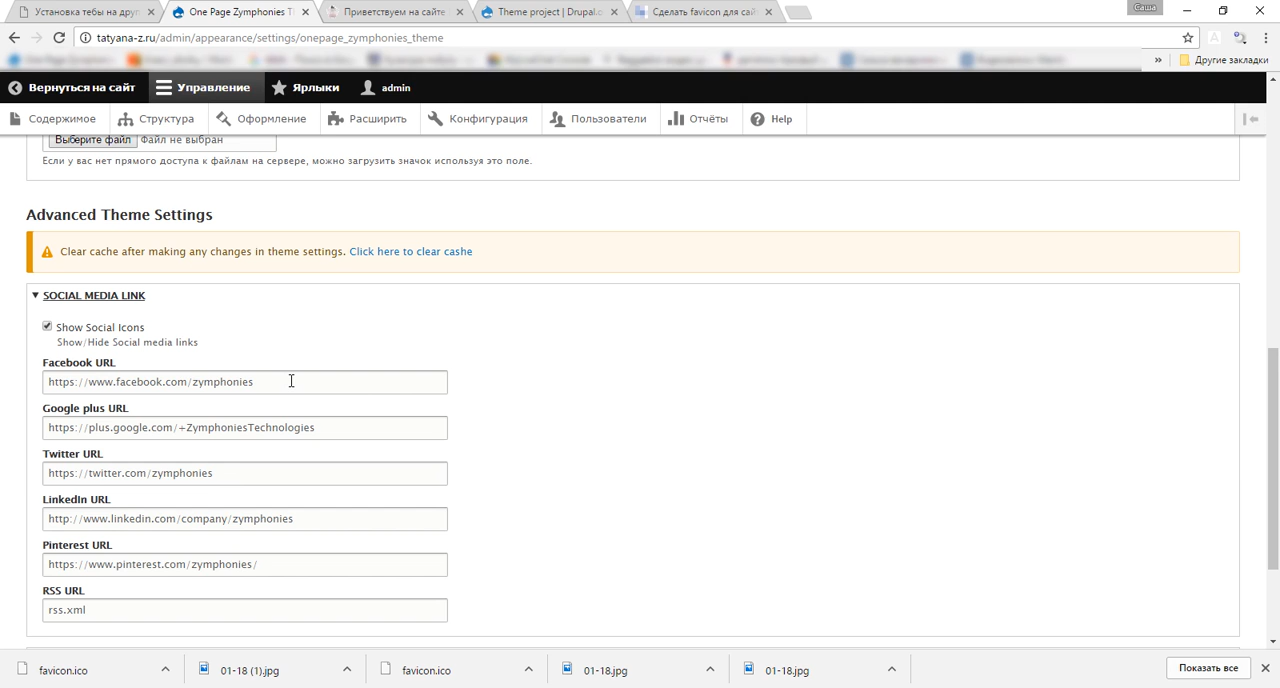 Установка тебы на друп
One Page Zymphonies Th
Приветствуем на сайте
Theme project | Drupal.o
Сделать favicon для сай
Саша
tatyana-z.ru/admin/appearance/settings/onepage_zymphonies_theme
» Другие закладки
Вернуться на сайт Управление Ярлыки admin
Содержимое Структура Оформление Расширить Конфигурация Пользователи Отчёты Help
Выберите файл Файл не выбран
Если у вас нет прямого доступа к файлам на сервере, можно загрузить значок используя это поле.
Advanced Theme Settings
Clear cache after making any changes in theme settings. Click here to clear cashe
SOCIAL MEDIA LINK
Show Social Icons
Show/Hide Social media links
Facebook URL
https://www.facebook.com/zymphonies
Google plus URL
https://plus.google.com/+ZymphoniesTechnologies
Twitter URL
https://twitter.com/zymphonies
LinkedIn URL
http://www.linkedin.com/company/zymphonies
Pinterest URL
https://www.pinterest.com/zymphonies/
RSS URL
rss.xml
favicon.ico 01-18 (1).jpg favicon.ico 01-18.jpg 01-18.jpg Показать все